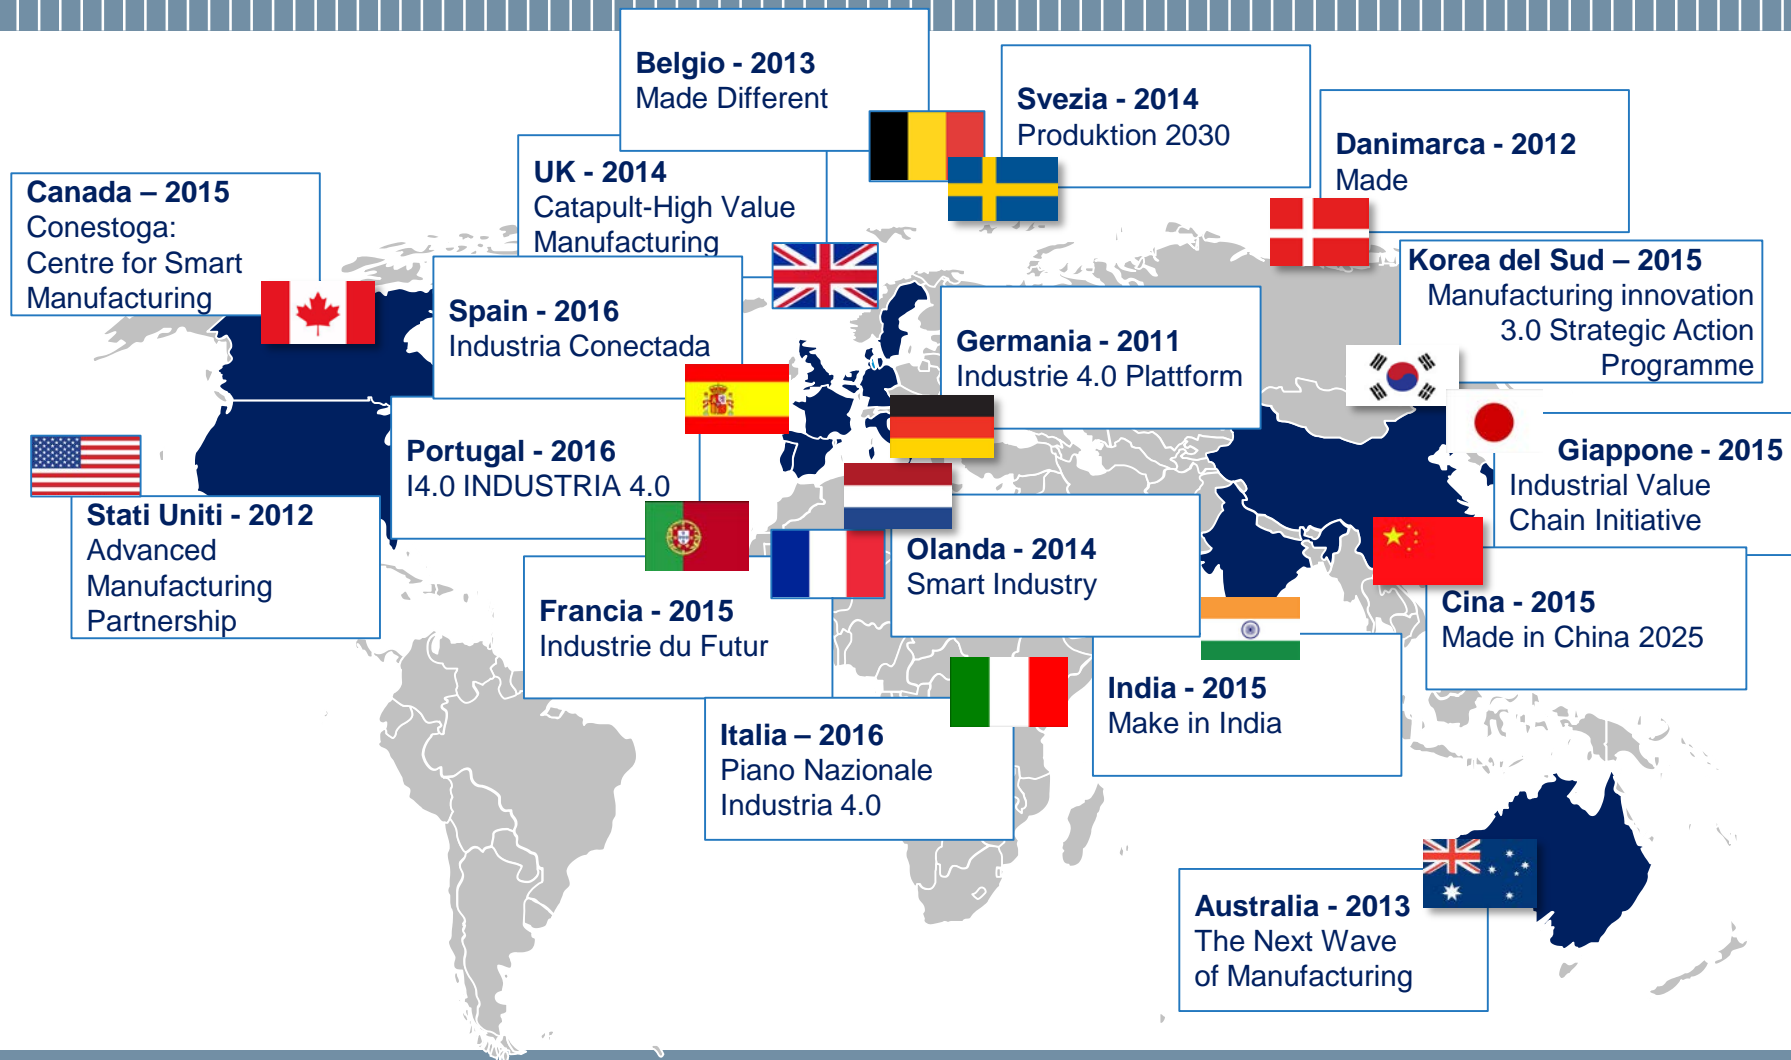 Belgio - 2013
Made Different
Svezia - 2014
Produktion 2030
Danimarca - 2012
Made
UK - 2014
Catapult-High Value
Manufacturing
Canada – 2015
Conestoga:
Centre for Smart
Manufacturing
Korea del Sud – 2015
Manufacturing innovation
3.0 Strategic Action
Programme
Spain - 2016
Industria Conectada
Germania - 2011
Industrie 4.0 Plattform
Portugal - 2016
I4.0 INDUSTRIA 4.0
Giappone - 2015
Industrial Value
Chain Initiative
Stati Uniti - 2012
Advanced
Manufacturing
Partnership
Olanda - 2014
Smart Industry
Francia - 2015
Industrie du Futur
Cina - 2015
Made in China 2025
India - 2015
Make in India
Italia – 2016
Piano Nazionale
Industria 4.0
Australia - 2013
The Next Wave
of Manufacturing